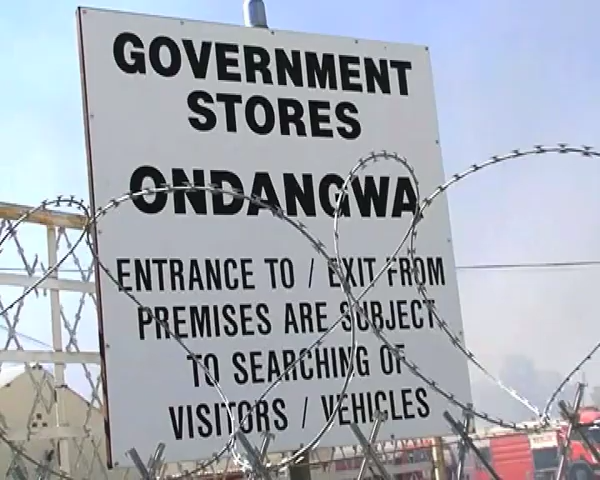 GOVERNMENT
STORES
ONDANGWA
ENTRANCE TO / EXIT FROM
PREMISES ARE SUBJECT
TO SEARCHING OF
VISITORS / VEHICLES